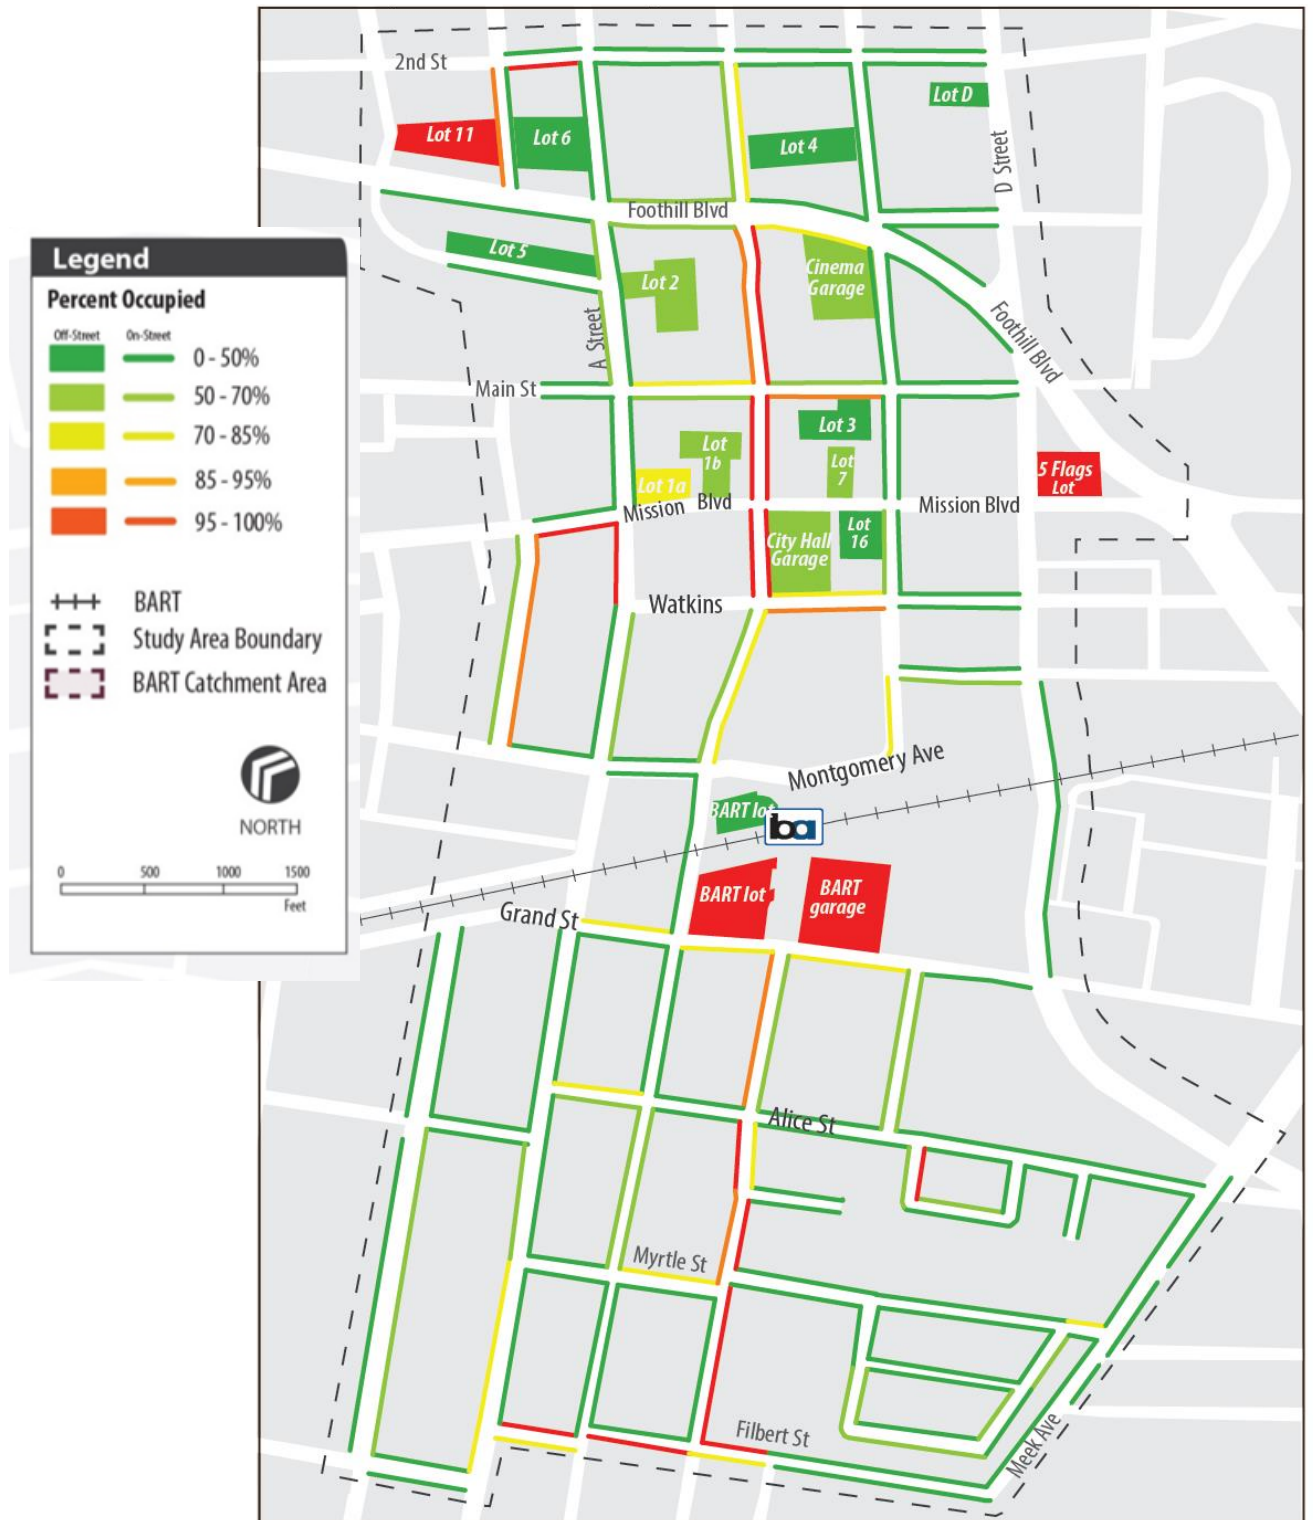 2nd St
Lot D
Lot 11
Lot 6
Lot 4
D Street
Foothill Blvd
Lot 5
Lot 2
Cinema
Garage
A Street
Foothill Blvd
Main St
Lot 3
Lot
1b
Lot
7
5 Flags
Lot
Lot 1a
Mission Blvd
Mission Blvd
City Hall
Garage
Lot
16
Watkins
Montgomery Ave
BART lot
ba
BART lot
BART
garage
Grand St
Alice St
Myrtle St
Filbert St
Meek Ave
Legend
Percent Occupied
Off-Street On-Street
0 - 50%
50 - 70%
70 - 85%
85 - 95%
95 - 100%
BART
Study Area Boundary
BART Catchment Area
NORTH
0 500 1000 1500
Feet